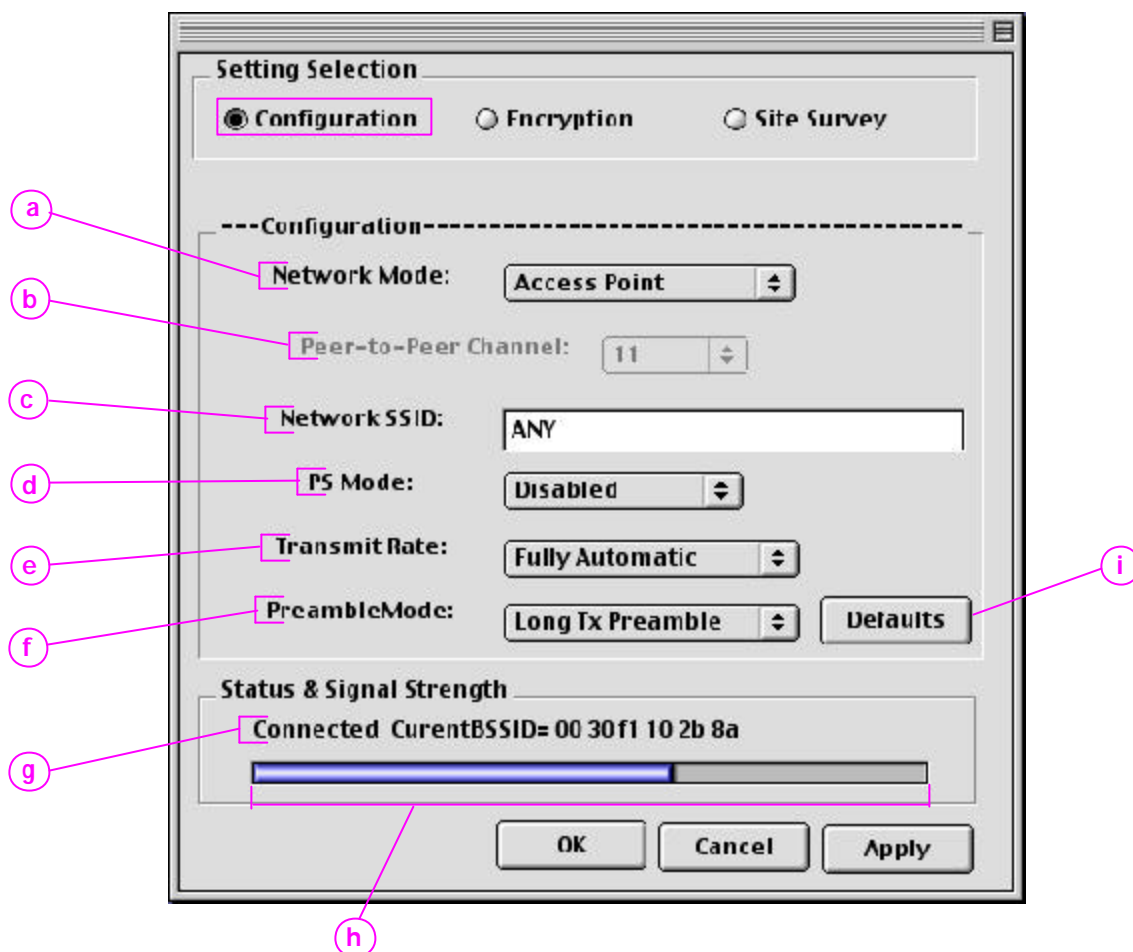 Setting Selection
Configuration Encryption Site Survey
a
---Configuration---
Network Mode: Access Point
b
Peer-to-Peer Channel: 11
c
Network SSID: ANY
d
PS Mode: Disabled
e
Transmit Rate: Fully Automatic
i
f
PreambleMode: Long Tx Preamble Defaults
Status & Signal Strength
g
Connected CurentBSSID= 00 30 f1 10 2b 8a
OK Cancel Apply
h